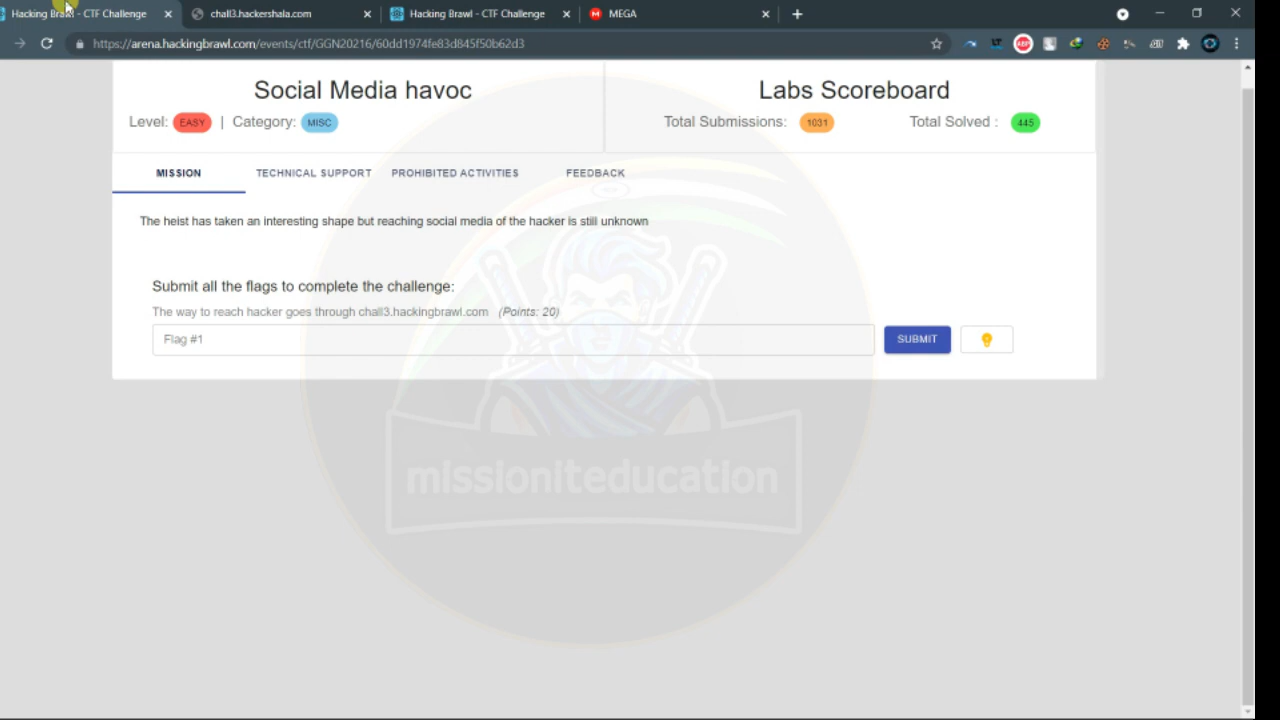 Hacking Brawl - CTF Challenge
chall3.hackershala.com
Hacking Brawl - CTF Challenge
MEGA
https://arena.hackingbrawl.com/events/ctf/GGN20216/60dd1974fe83d845f50b62d3
Social Media havoc
Labs Scoreboard
Level: EASY | Category: MISC
Total Submissions: 1031 Total Solved : 445
MISSION TECHNICAL SUPPORT PROHIBITED ACTIVITIES FEEDBACK
The heist has taken an interesting shape but reaching social media of the hacker is still unknown
Submit all the flags to complete the challenge:
The way to reach hacker goes through chall3.hackingbrawl.com (Points: 20)
Flag #1
SUBMIT
missioniteducation